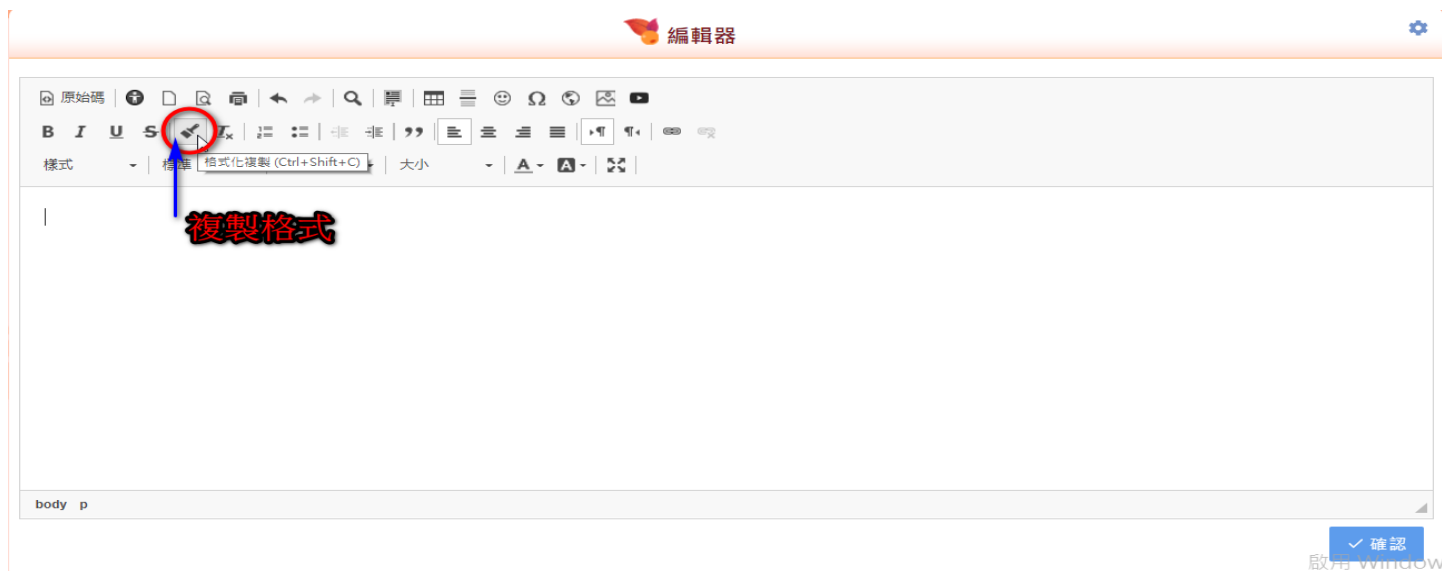 編輯器
原始碼
B I U S Tx
樣式 標準 大小 A A
格式化複製 (Ctrl+Shift+C)
複製格式
body p
確認
啟用 Window